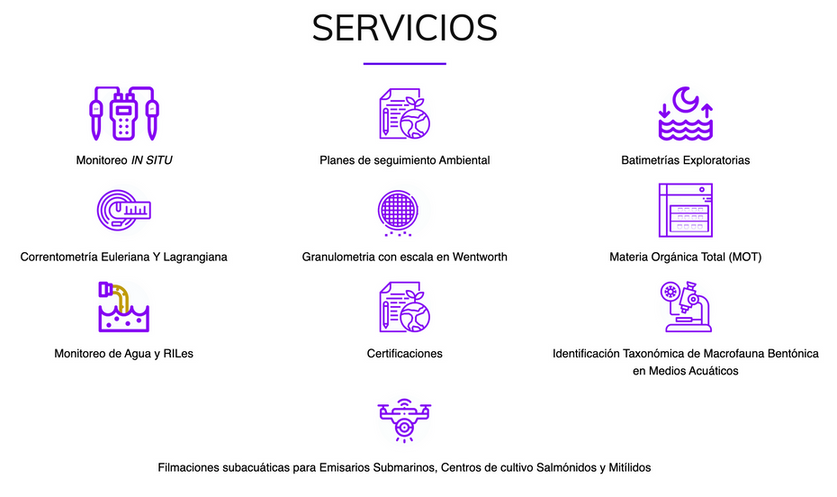 SERVICIOS
Monitoreo IN SITU
Planes de seguimiento Ambiental
Batimetrías Exploratorias
Correntometría Euleriana Y Lagrangiana
Granulometria con escala en Wentworth
Materia Orgánica Total (MOT)
Monitoreo de Agua y RILes
Certificaciones
Identificación Taxonómica de Macrofauna Bentónica
en Medios Acuáticos
Filmaciones subacuáticas para Emisarios Submarinos, Centros de cultivo Salmónidos y Mitílidos